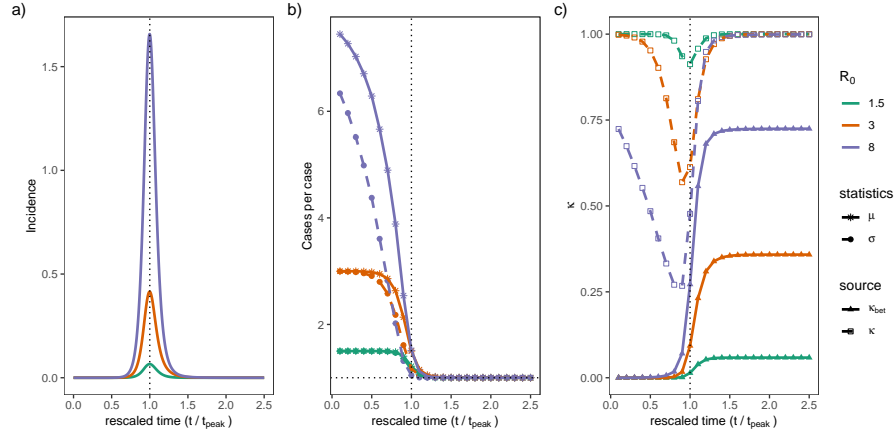 a)
b)
c)
Incidence
0.0
0.5
1.0
1.5
0.0 0.5 1.0 1.5 2.0 2.5
rescaled time (t / t_peak)
Cases per case
2
4
6
0.0 0.5 1.0 1.5 2.0 2.5
rescaled time (t / t_peak)
κ
0.00
0.25
0.50
0.75
1.00
0.0 0.5 1.0 1.5 2.0 2.5
rescaled time (t / t_peak)
R_0
1.5
3
8
statistics
μ
σ
source
κ_bet
κ